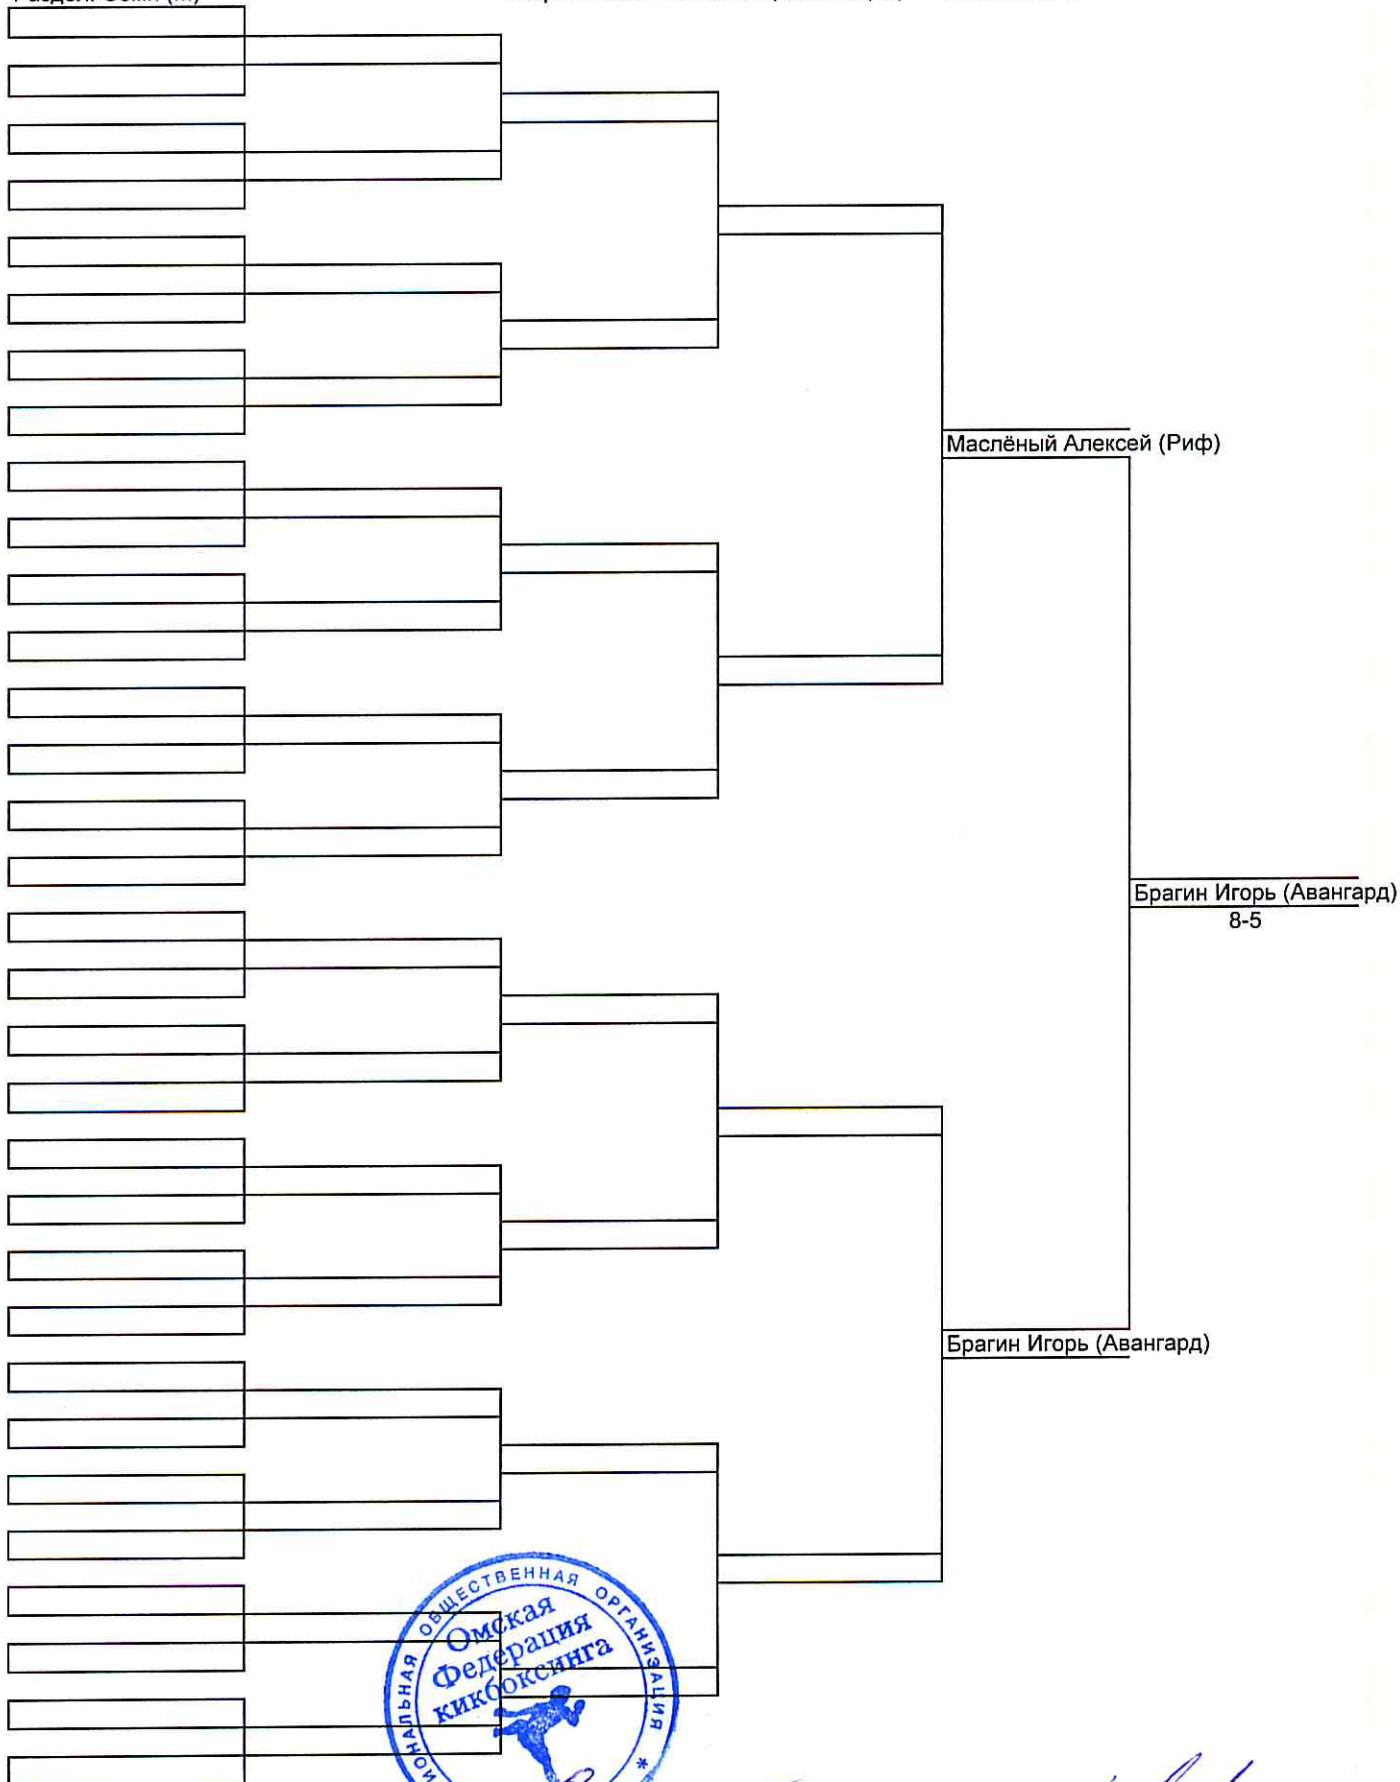 Маслёный Алексей (Риф)
Брагин Игорь (Авангард)
8-5
Брагин Игорь (Авангард)
ОБЩЕСТВЕННАЯ ОРГАНИЗАЦИЯ *
Омская
Федерация
кикбоксинга